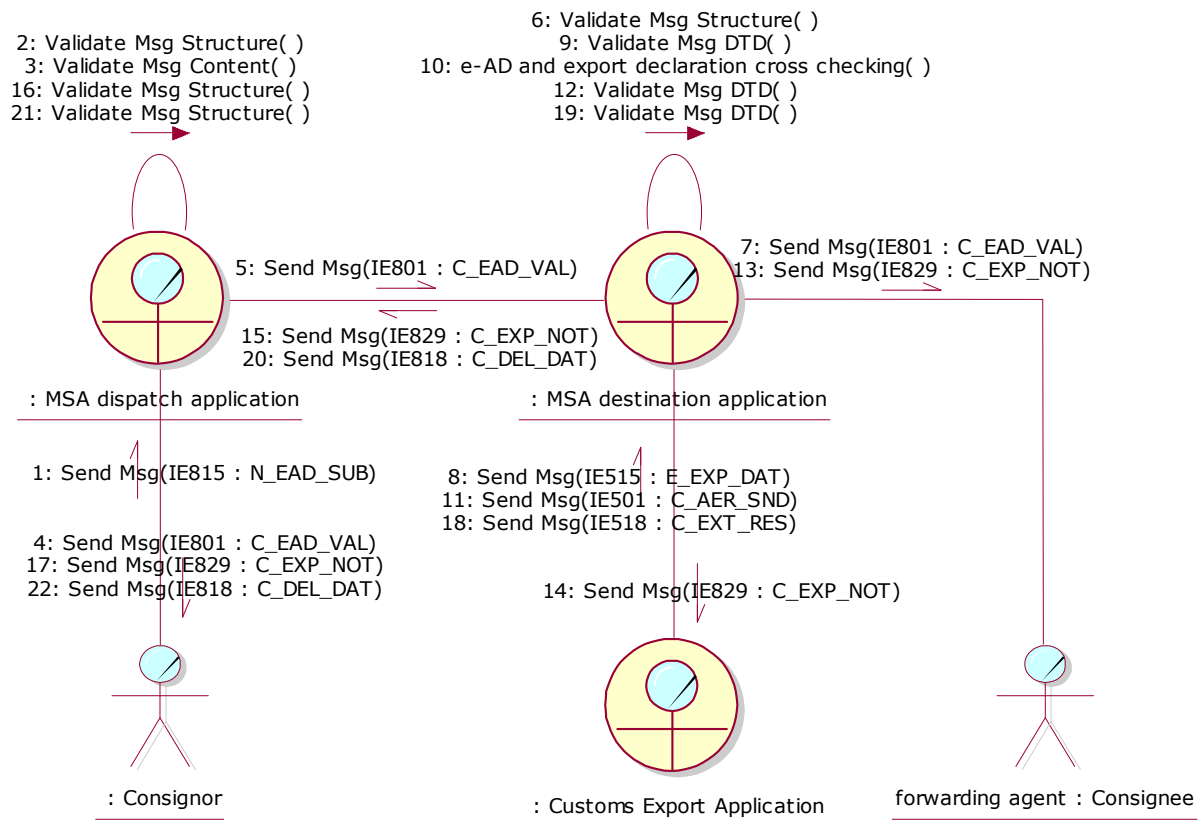 2: Validate Msg Structure( )
3: Validate Msg Content( )
16: Validate Msg Structure( )
21: Validate Msg Structure( )
6: Validate Msg Structure( )
9: Validate Msg DTD( )
10: e-AD and export declaration cross checking( )
12: Validate Msg DTD( )
19: Validate Msg DTD( )
5: Send Msg(IE801 : C_EAD_VAL)
15: Send Msg(IE829 : C_EXP_NOT)
20: Send Msg(IE818 : C_DEL_DAT)
7: Send Msg(IE801 : C_EAD_VAL)
13: Send Msg(IE829 : C_EXP_NOT)
: MSA dispatch application
: MSA destination application
1: Send Msg(IE815 : N_EAD_SUB)
8: Send Msg(IE515 : E_EXP_DAT)
11: Send Msg(IE501 : C_AER_SND)
18: Send Msg(IE518 : C_EXT_RES)
4: Send Msg(IE801 : C_EAD_VAL)
17: Send Msg(IE829 : C_EXP_NOT)
22: Send Msg(IE818 : C_DEL_DAT)
14: Send Msg(IE829 : C_EXP_NOT)
: Consignor
: Customs Export Application
forwarding agent : Consignee